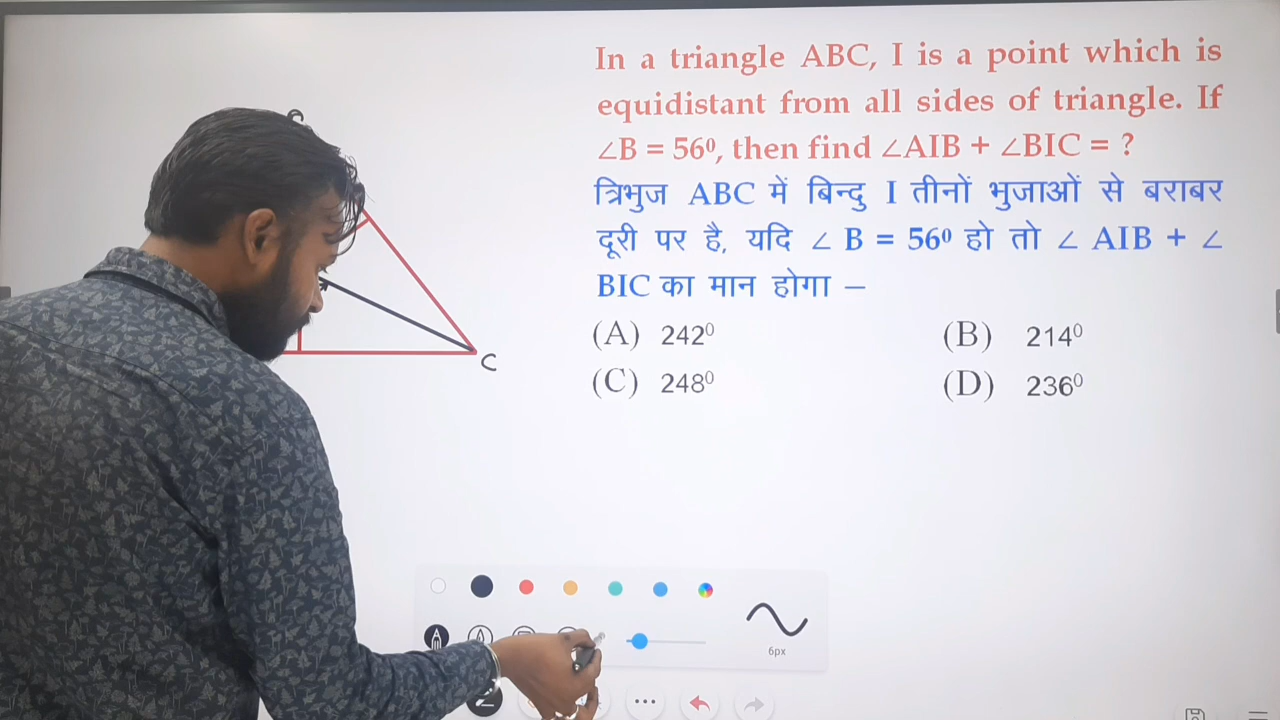 In a triangle ABC, I is a point which is
equidistant from all sides of triangle. If
∠B = 56⁰, then find ∠AIB + ∠BIC = ?
त्रिभुज ABC में बिन्दु I तीनों भुजाओं से बराबर
दूरी पर है, यदि ∠ B = 56⁰ हो तो ∠ AIB + ∠
BIC का मान होगा –
(A) 242⁰ (B) 214⁰
(C) 248⁰ (D) 236⁰
C
6px